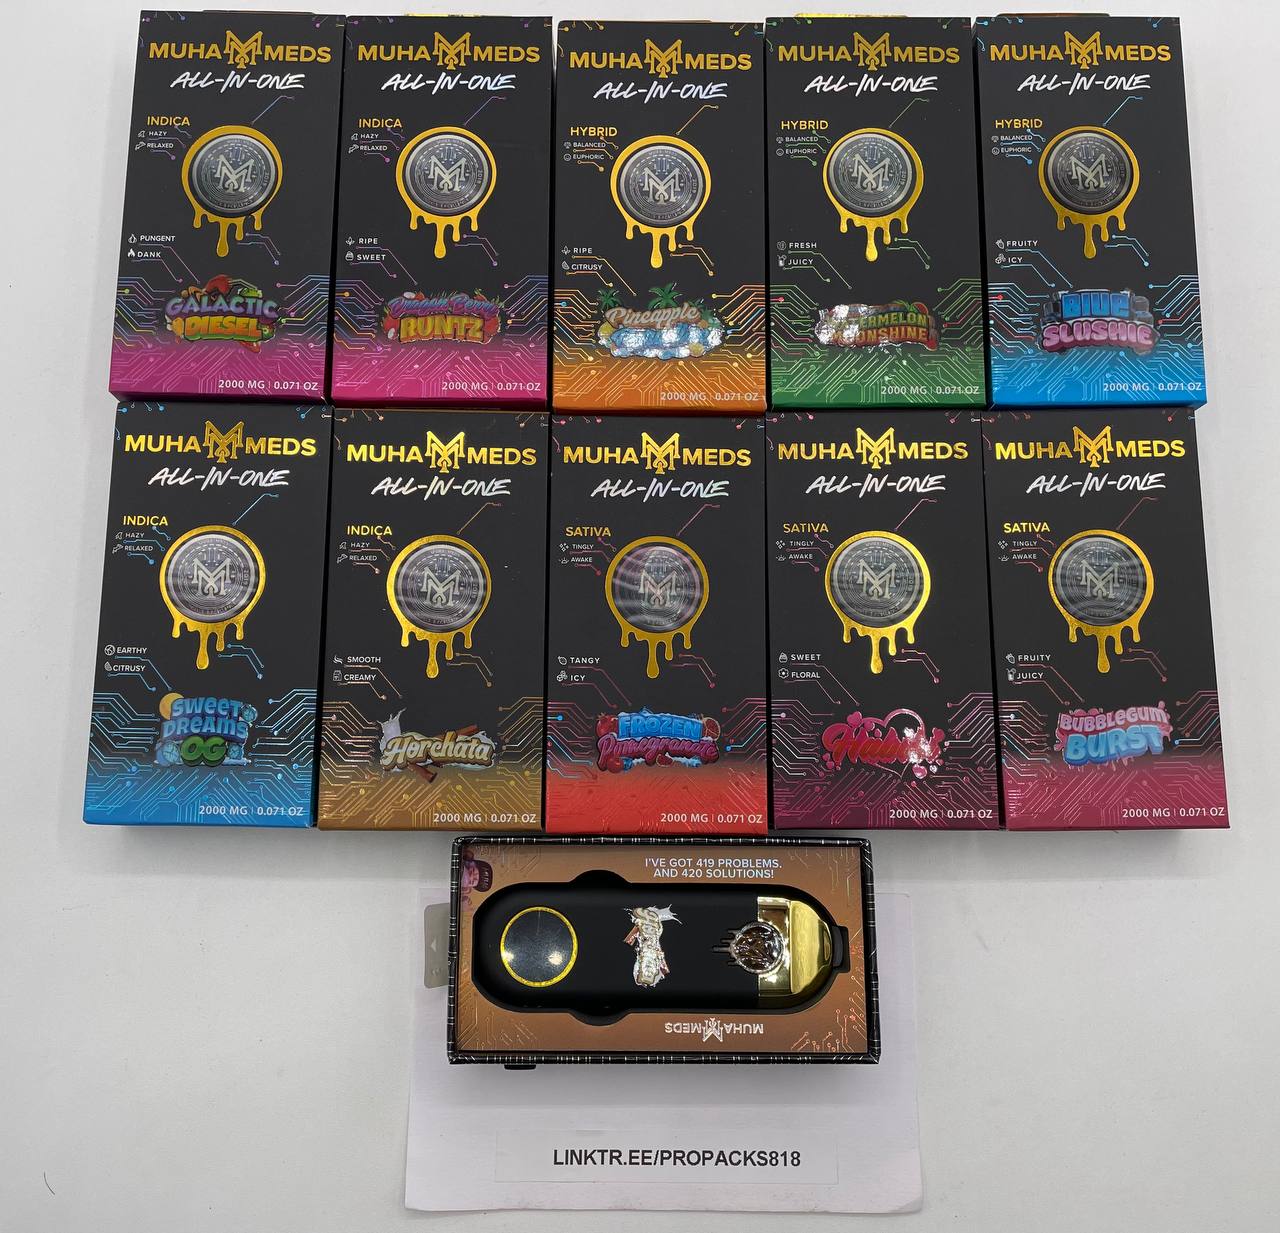 MUHA MEDS
ALL-IN-ONE
INDICA
HAZY
RELAXED
PUNGENT
DANK
GALACTIC
DIESEL
2000 MG | 0.071 OZ
MUHA MEDS
ALL-IN-ONE
INDICA
HAZY
RELAXED
RIPE
SWEET
Dragon Berry
RUNTZ
2000 MG | 0.071 OZ
MUHA MEDS
ALL-IN-ONE
HYBRID
BALANCED
EUPHORIC
RIPE
CITRUSY
Pineapple
2000 MG | 0.071 OZ
MUHA MEDS
ALL-IN-ONE
HYBRID
BALANCED
EUPHORIC
FRESH
JUICY
2000 MG | 0.071 OZ
MUHA MEDS
ALL-IN-ONE
HYBRID
BALANCED
EUPHORIC
FRUITY
ICY
BLUE
SLUSHIE
2000 MG | 0.071 OZ
MUHA MEDS
ALL-IN-ONE
INDICA
HAZY
RELAXED
EARTHY
CITRUSY
SWEET
DREAMS
OG
2000 MG | 0.071 OZ
MUHA MEDS
ALL-IN-ONE
INDICA
HAZY
RELAXED
SMOOTH
CREAMY
Horchata
2000 MG | 0.071 OZ
MUHA MEDS
ALL-IN-ONE
SATIVA
TINGLY
AWAKE
TANGY
ICY
FROZEN
Pomegranate
2000 MG | 0.071 OZ
MUHA MEDS
ALL-IN-ONE
SATIVA
TINGLY
AWAKE
SWEET
FLORAL
2000 MG | 0.071 OZ
MUHA MEDS
ALL-IN-ONE
SATIVA
TINGLY
AWAKE
FRUITY
JUICY
BUBBLEGUM
BURST
2000 MG | 0.071 OZ
I'VE GOT 419 PROBLEMS.
AND 420 SOLUTIONS!
MUHA MEDS
LINKTR.EE/PROPACKS818